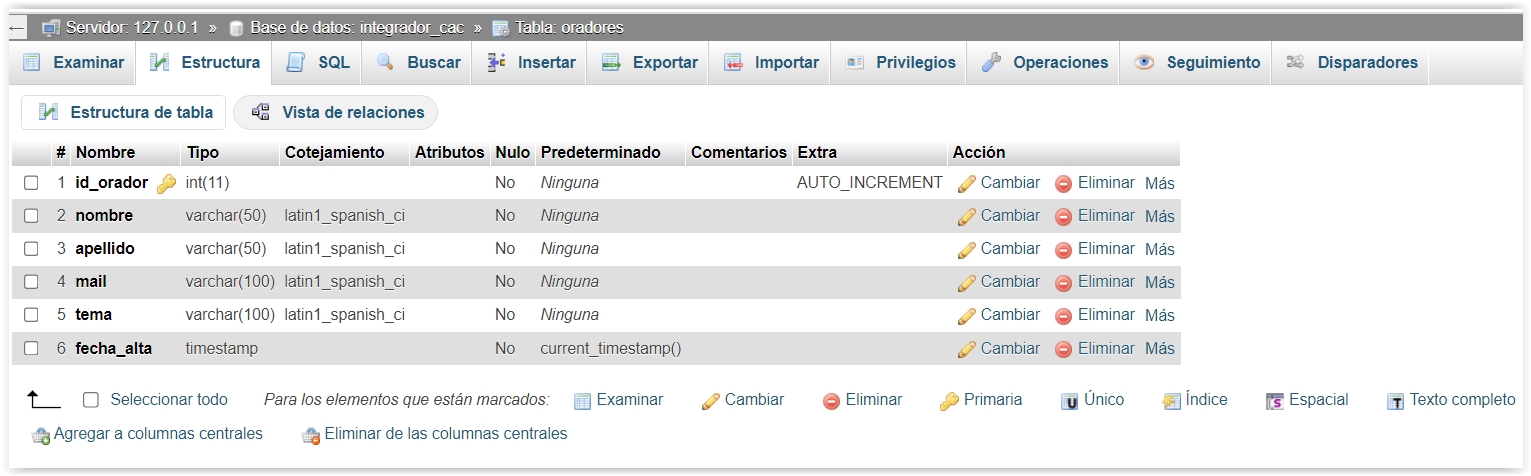 ← Servidor: 127.0.0.1 » Base de datos: integrador_cac » Tabla: oradores
Examinar Estructura SQL Buscar Insertar Exportar Importar Privilegios Operaciones Seguimiento Disparadores
Estructura de tabla Vista de relaciones
# Nombre Tipo Cotejamiento Atributos Nulo Predeterminado Comentarios Extra Acción
1 id_orador int(11) No Ninguna AUTO_INCREMENT Cambiar Eliminar Más
2 nombre varchar(50) latin1_spanish_ci No Ninguna Cambiar Eliminar Más
3 apellido varchar(50) latin1_spanish_ci No Ninguna Cambiar Eliminar Más
4 mail varchar(100) latin1_spanish_ci No Ninguna Cambiar Eliminar Más
5 tema varchar(100) latin1_spanish_ci No Ninguna Cambiar Eliminar Más
6 fecha_alta timestamp No current_timestamp() Cambiar Eliminar Más
Seleccionar todo Para los elementos que están marcados: Examinar Cambiar Eliminar Primaria Único Índice Espacial Texto completo
Agregar a columnas centrales Eliminar de las columnas centrales